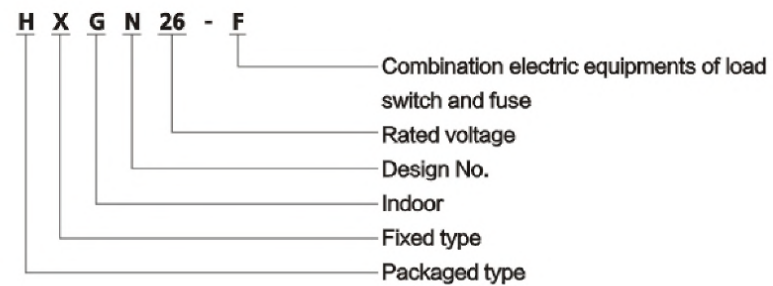 H X G N 26 - F
Combination electric equipments of load
switch and fuse
Rated voltage
Design No.
Indoor
Fixed type
Packaged type